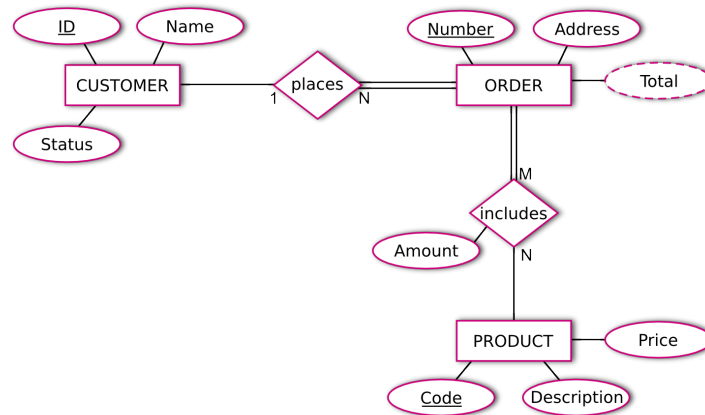 ID
Name
Number
Address
CUSTOMER
places
ORDER
Total
1
N
Status
M
includes
Amount
N
PRODUCT
Price
Code
Description